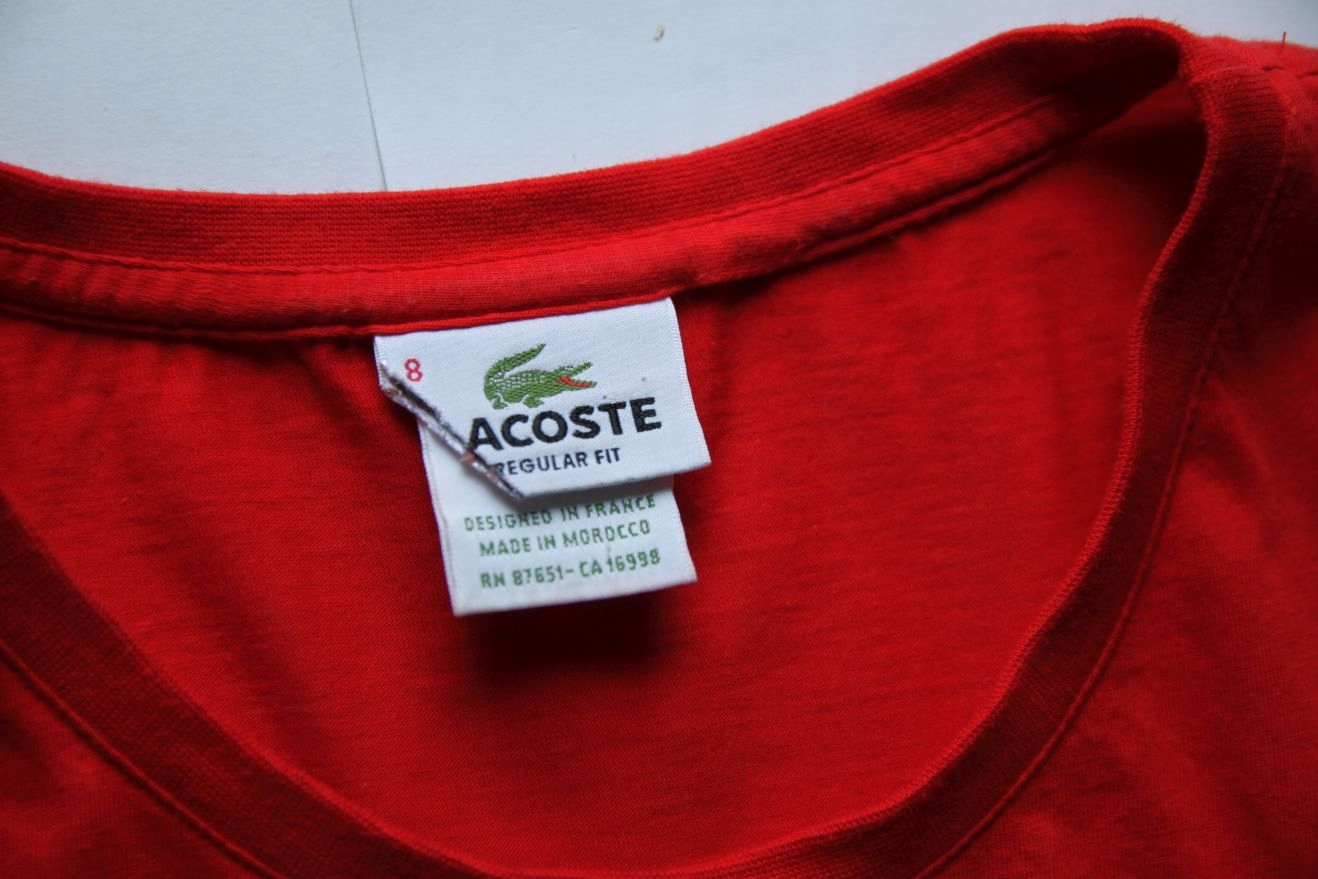 8
ACOSTE
REGULAR FIT
DESIGNED IN FRANCE
MADE IN MOROCCO
RN 87651- CA 16998